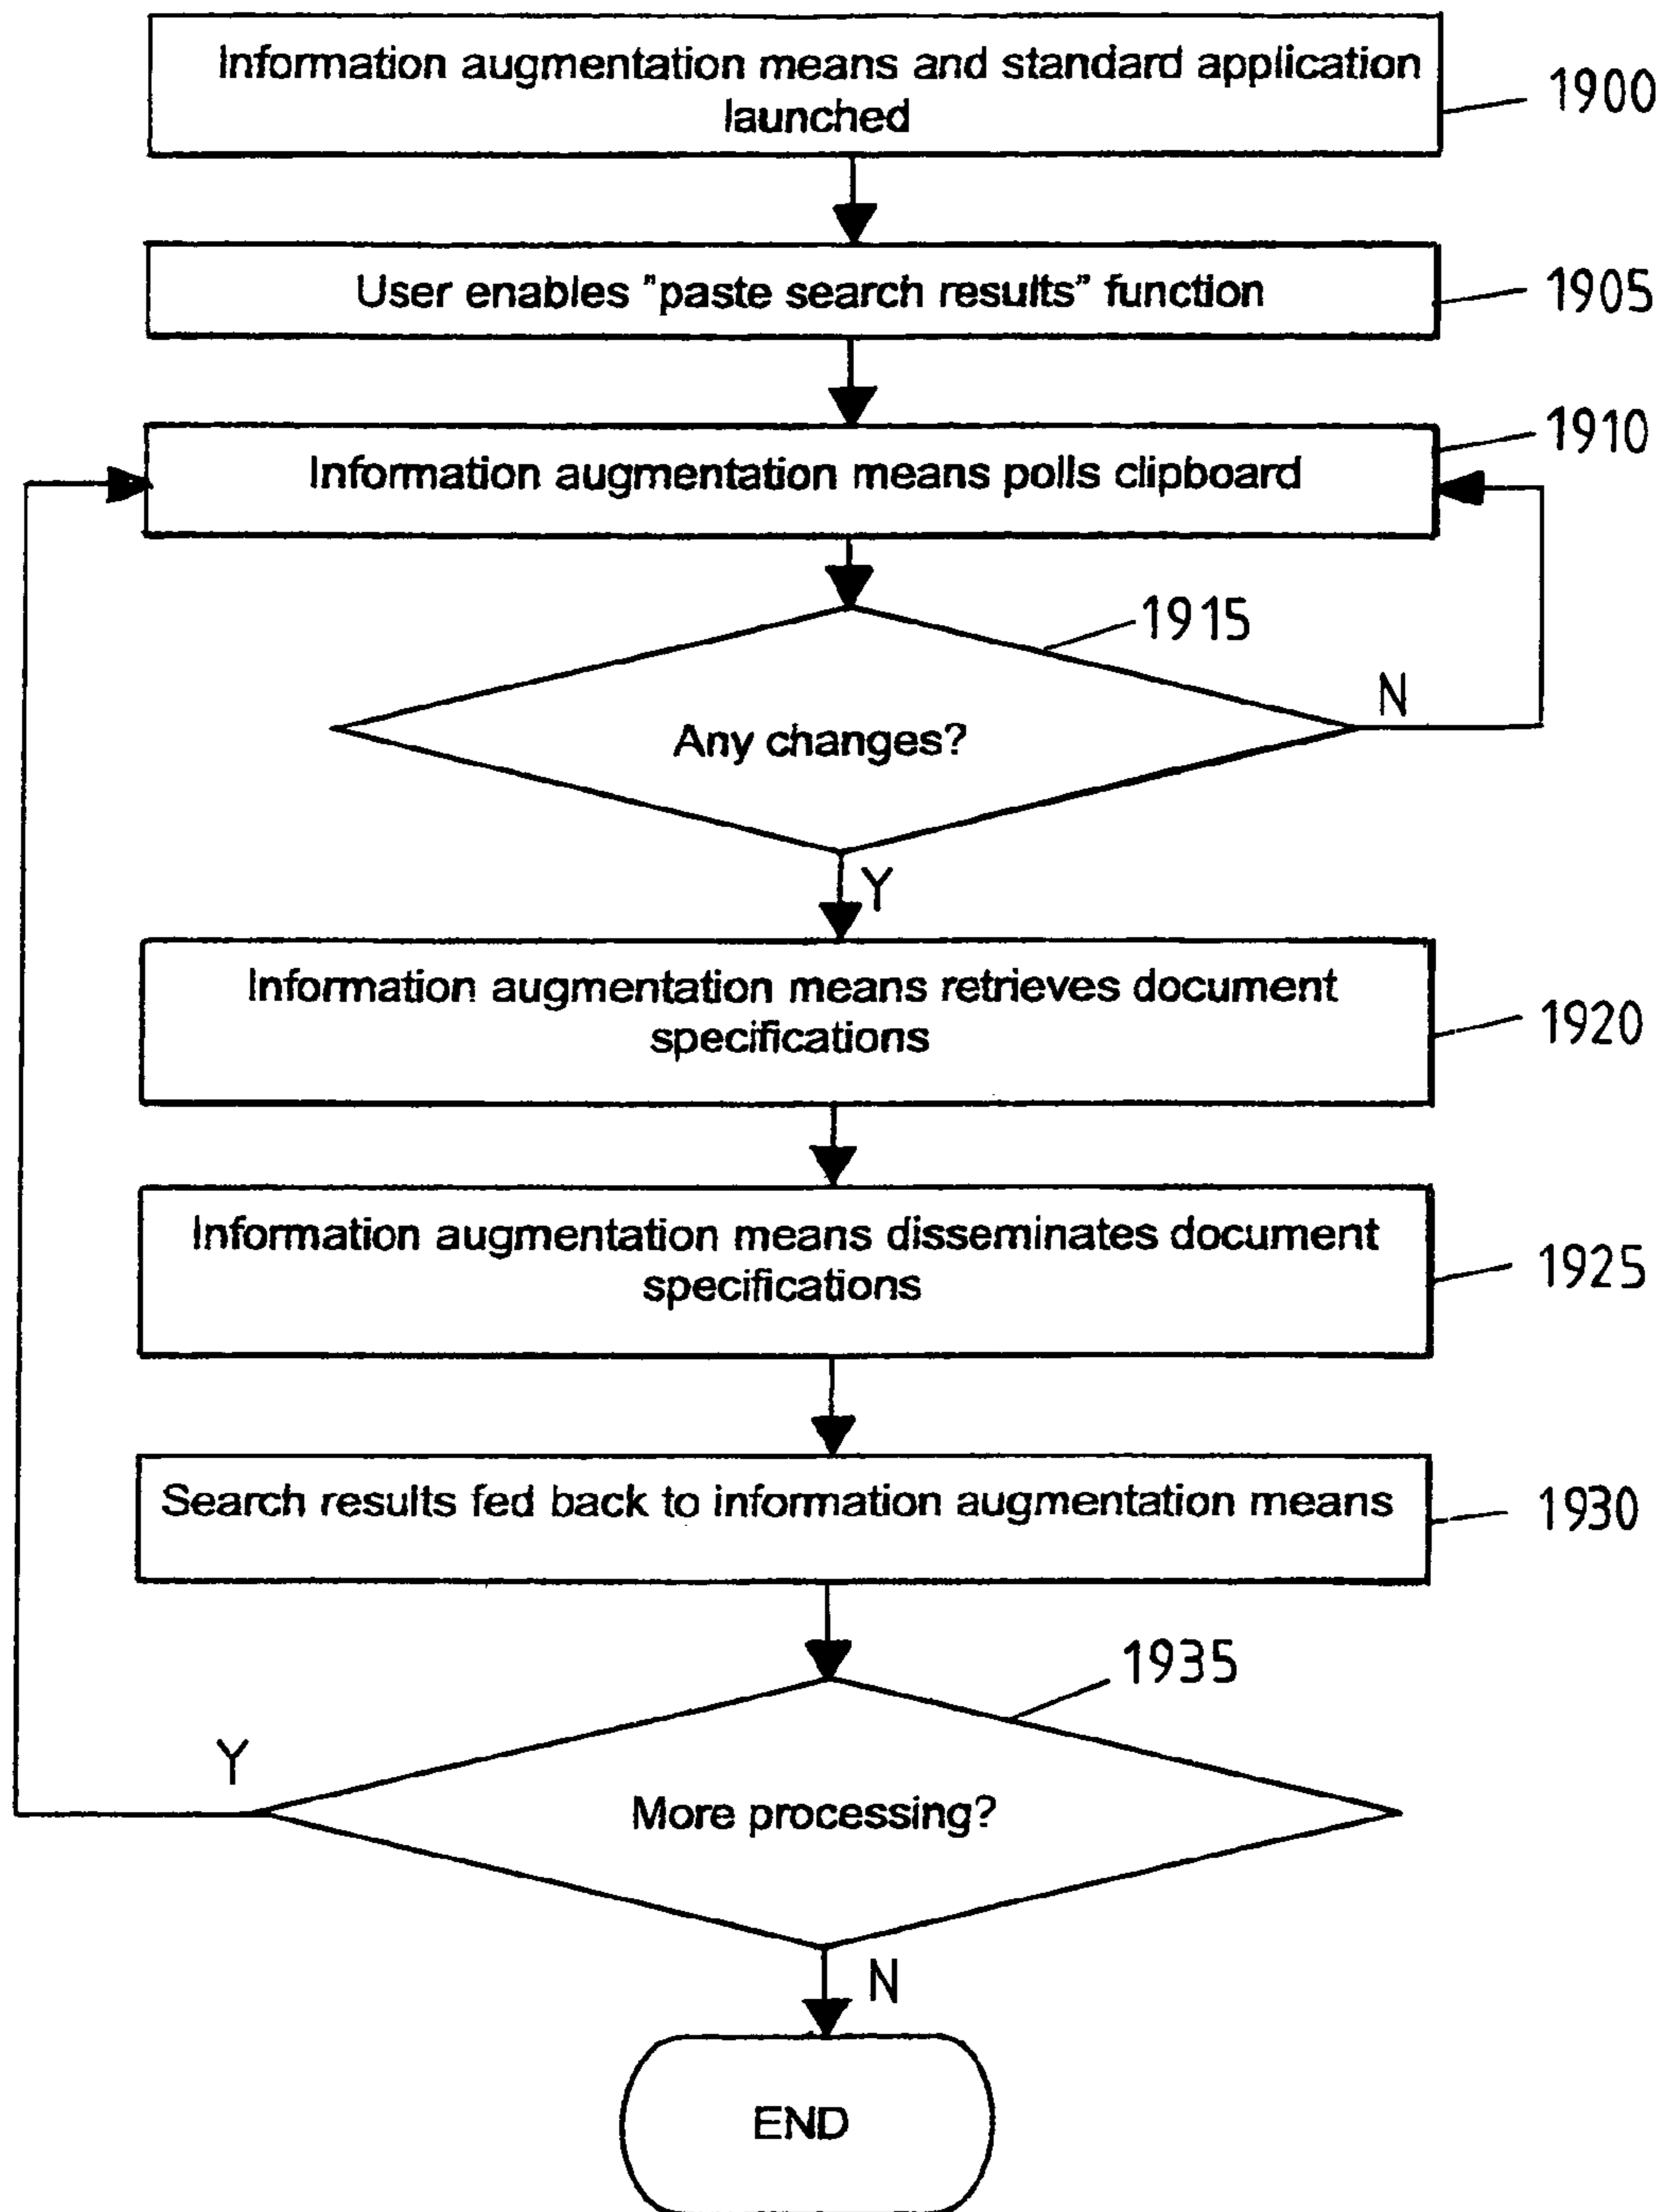 Information augmentation means and standard application
launched
1900
User enables "paste search results" function
1905
1910
Information augmentation means polls clipboard
1915
N
Any changes?
Y
Information augmentation means retrieves document
specifications
1920
Information augmentation means disseminates document
specifications
1925
Search results fed back to information augmentation means
1930
1935
Y
More processing?
N
END